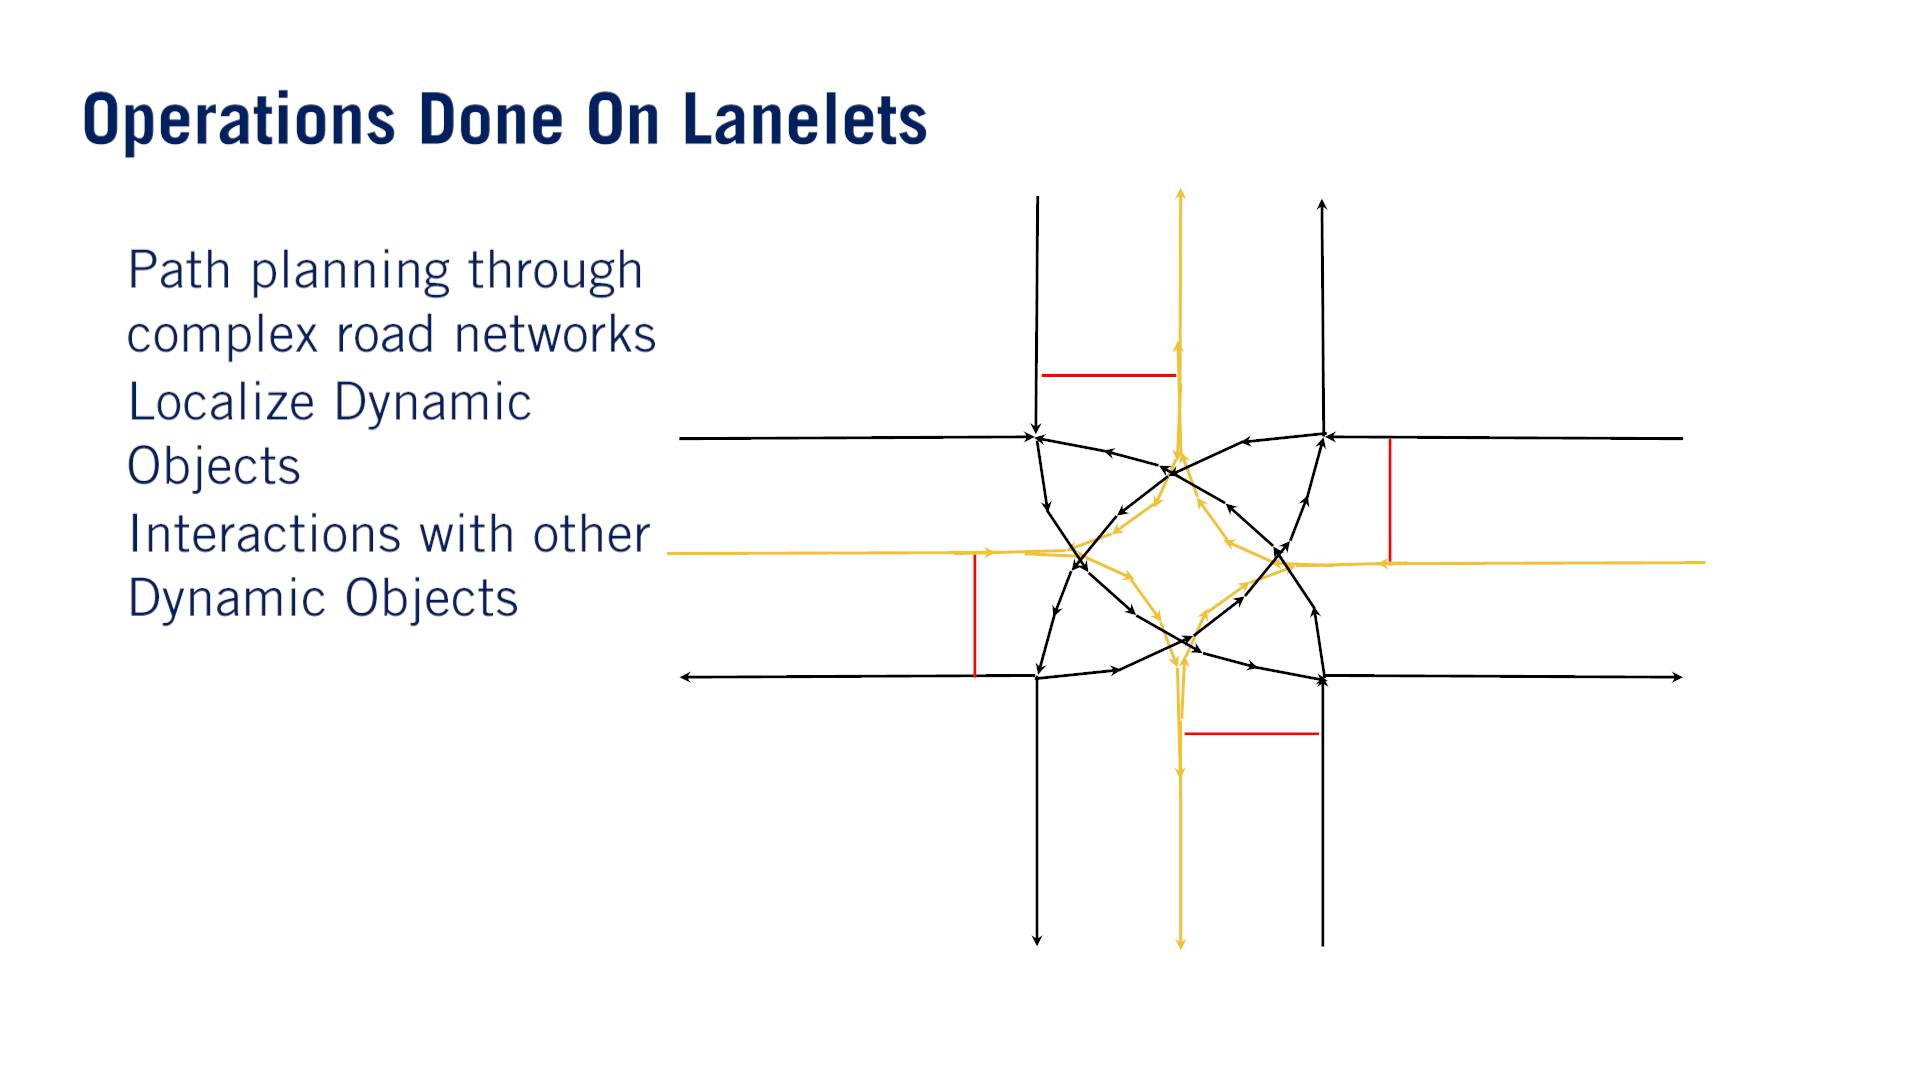 Operations Done On Lanelets
Path planning through
complex road networks
Localize Dynamic
Objects
Interactions with other
Dynamic Objects